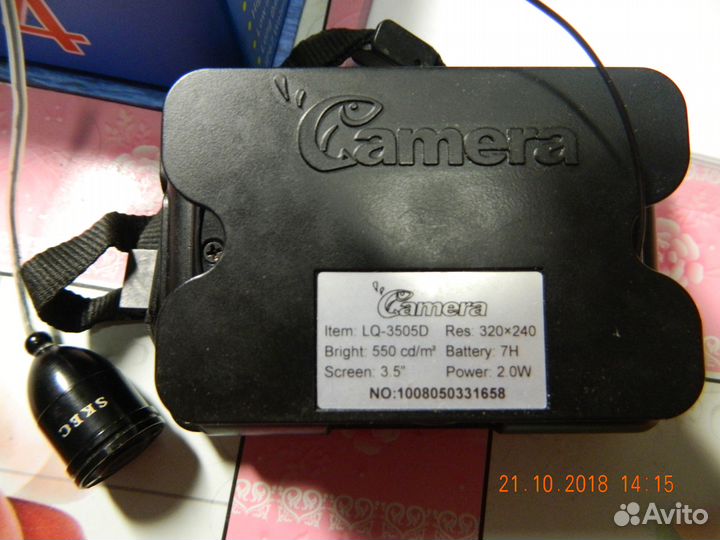 Camera
Camera
Item: LQ-3505D Res: 320×240
Bright: 550 cd/m² Battery: 7H
Screen: 3.5" Power: 2.0W
NO:1008050331658
SKEC
21.10.2018 14:15
Avito